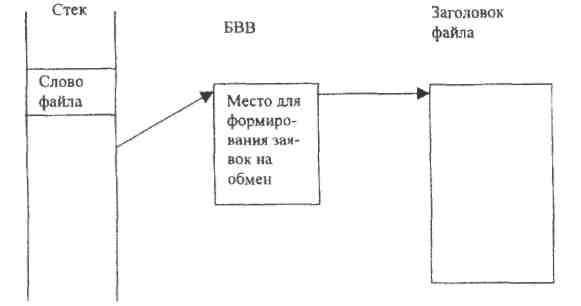 Стек
БВВ
Заголовок
файла
Слово
файла
Место для
формиро-
вания зая-
вок на
обмен